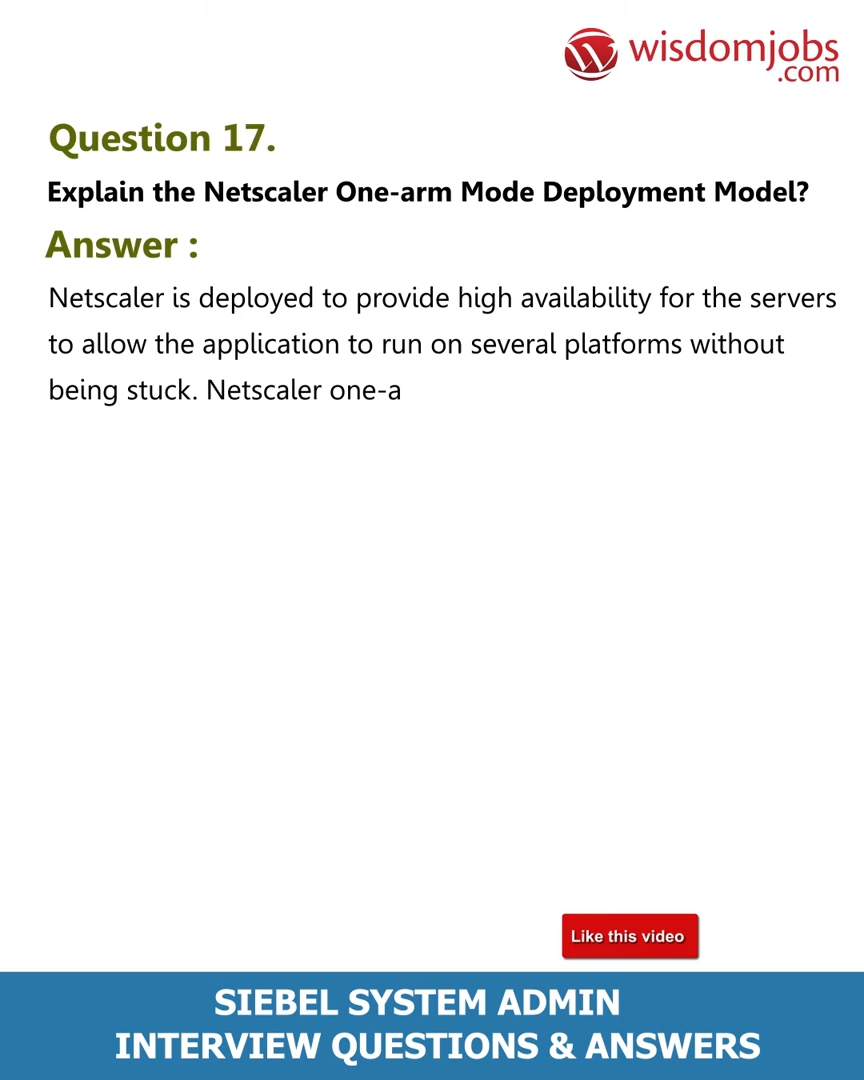 wisdomjobs
.com
Question 17.
Explain the Netscaler One-arm Mode Deployment Model?
Answer :
Netscaler is deployed to provide high availability for the servers
to allow the application to run on several platforms without
being stuck. Netscaler one-a
Like this video
SIEBEL SYSTEM ADMIN
INTERVIEW QUESTIONS & ANSWERS